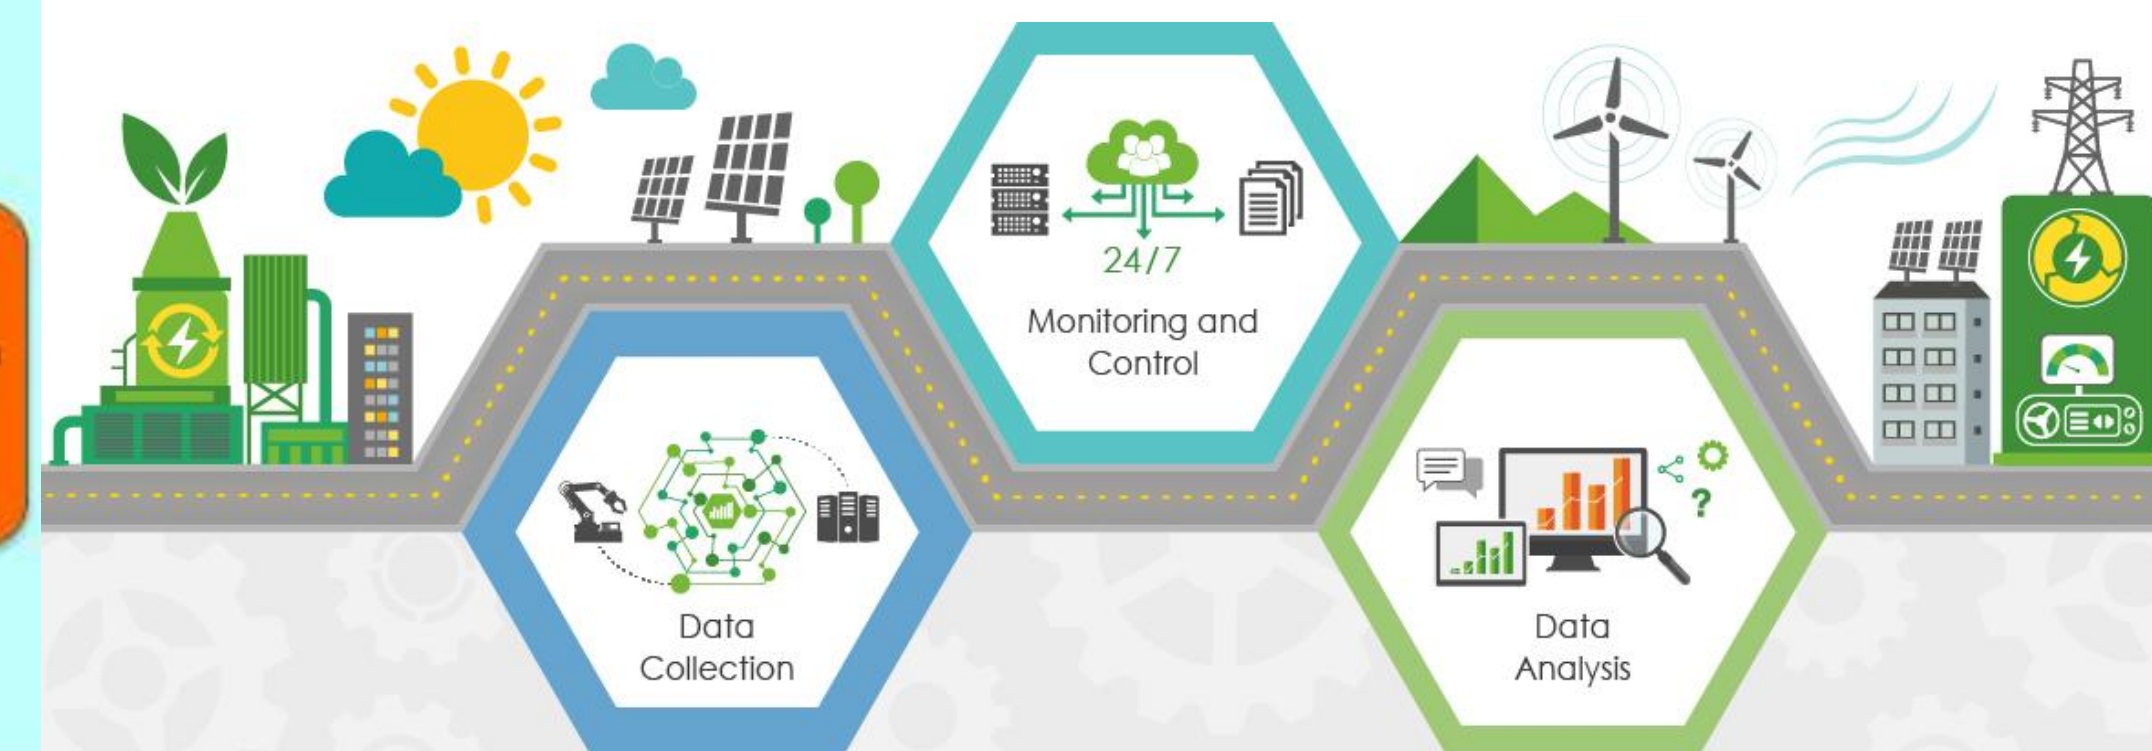 24/7
Monitoring and
Control
Data
Collection
?
Data
Analysis